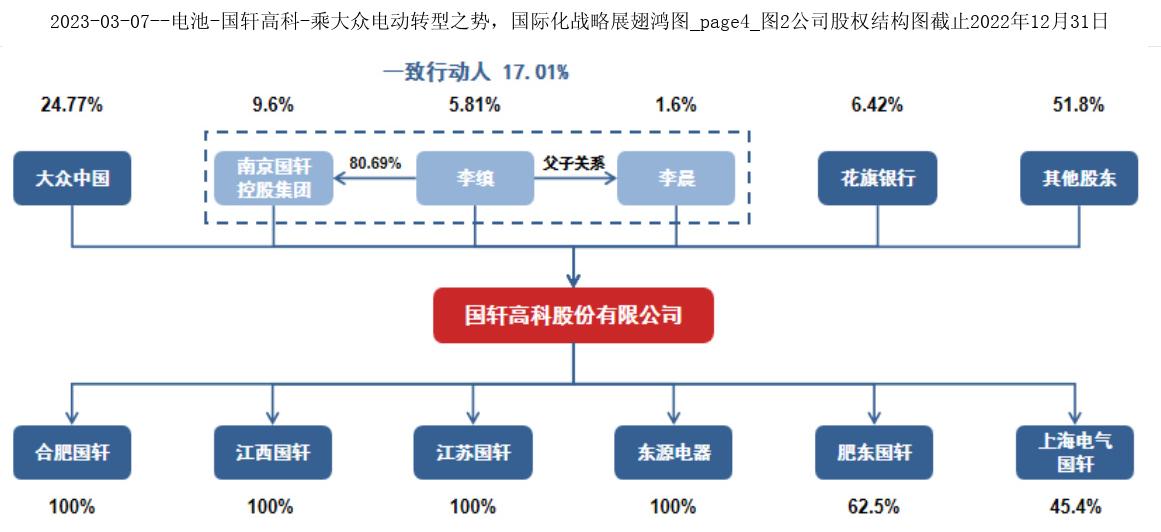 2023-03-07--电池-国轩高科-乘大众电动转型之势，国际化战略展翅鸿图_page4_图2公司股权结构图截止2022年12月31日
一致行动人 17.01%
24.77%
9.6%
5.81%
1.6%
6.42%
51.8%
大众中国
南京国轩
控股集团
80.69%
李缜
父子关系
李晨
花旗银行
其他股东
国轩高科股份有限公司
合肥国轩
江西国轩
江苏国轩
东源电器
肥东国轩
上海电气
国轩
100%
100%
100%
100%
62.5%
45.4%